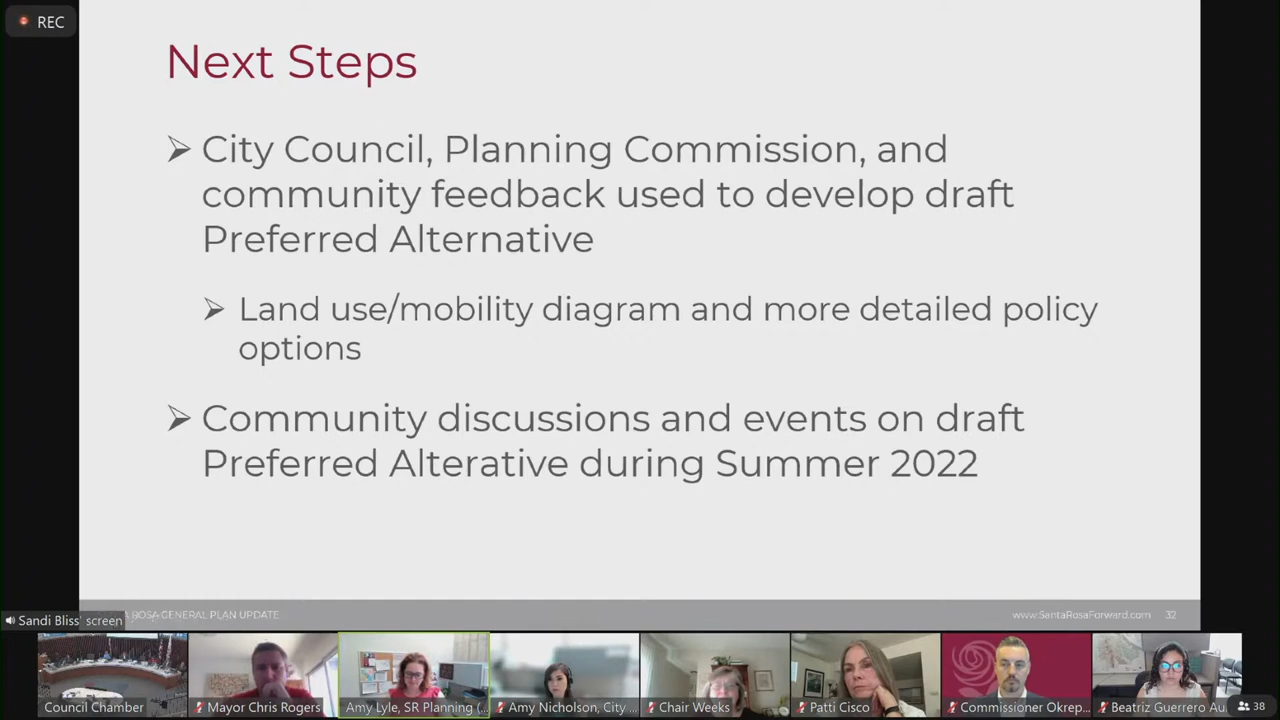 REC
Next Steps
➢ City Council, Planning Commission, and
community feedback used to develop draft
Preferred Alternative
➢ Land use/mobility diagram and more detailed policy
options
➢ Community discussions and events on draft
Preferred Alterative during Summer 2022
Sandi Bliss' screen
A ROSA GENERAL PLAN UPDATE
www.SantaRosaForward.com 32
Council Chamber
Mayor Chris Rogers
Amy Lyle, SR Planning (...
Amy Nicholson, City ...
Chair Weeks
Patti Cisco
Commissioner Okrep...
Beatriz Guerrero Au
38